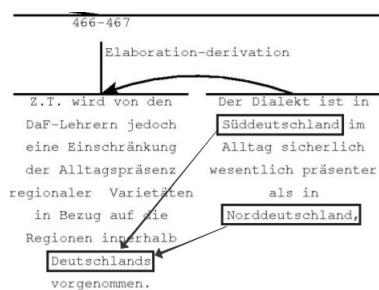 466-467
Elaboration-derivation
Z.T. wird von den
DaF-Lehrern jedoch
eine Einschränkung
der Alltagspräsenz
regionaler Varietäten
in Bezug auf die
Regionen innerhalb
Deutschlands
vorgenommen.
Der Dialekt ist in
Süddeutschland im
Alltag sicherlich
wesentlich präsenter
als in
Norddeutschland,